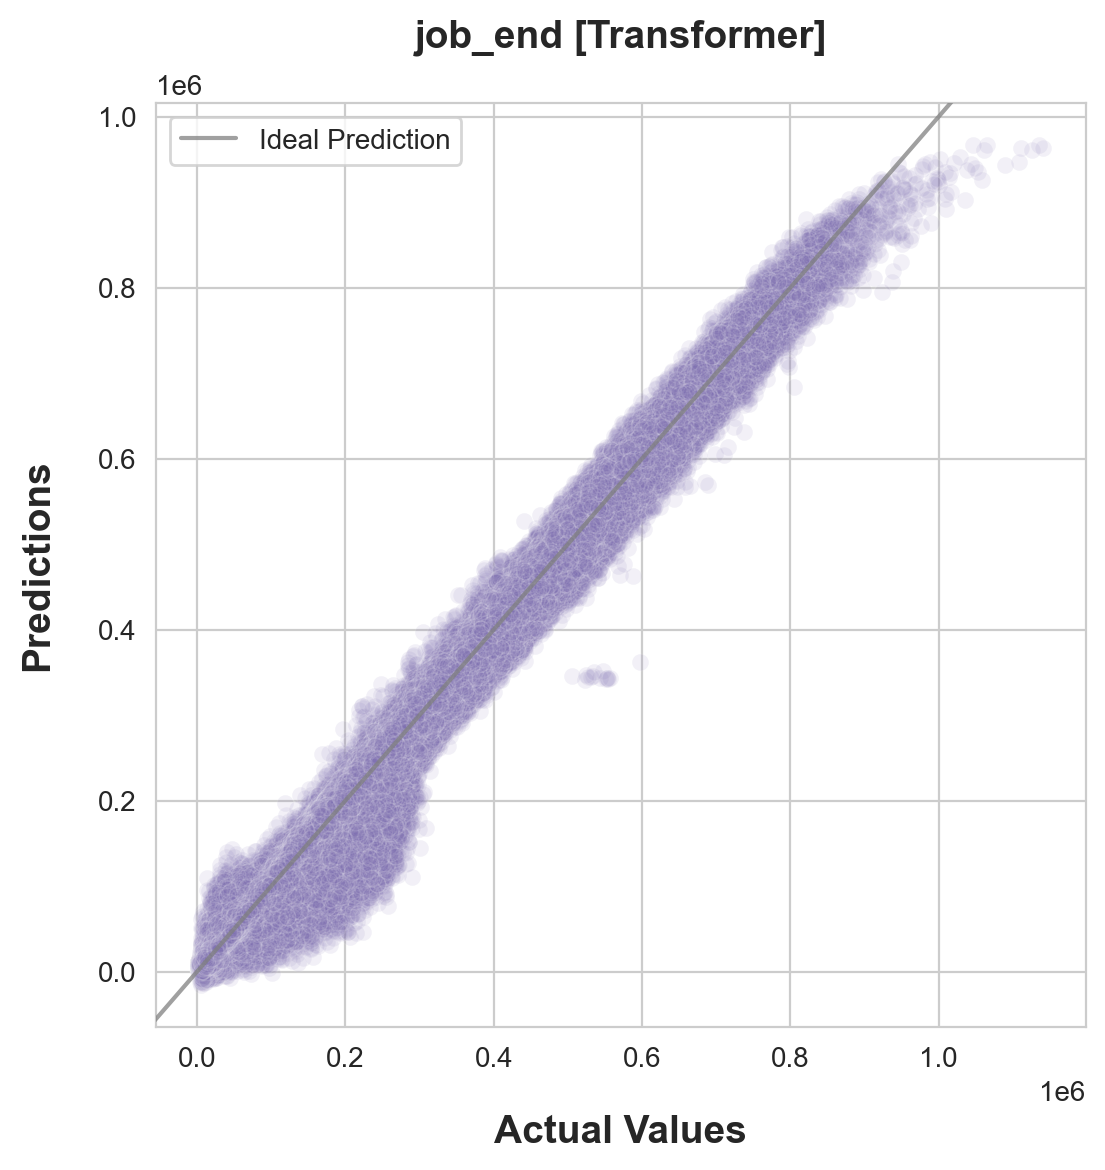 job_end [Transformer]
1e6
1.0
Ideal Prediction
0.8
0.6
0.4
0.2
0.0
Predictions
0.0 0.2 0.4 0.6 0.8 1.0
1e6
Actual Values